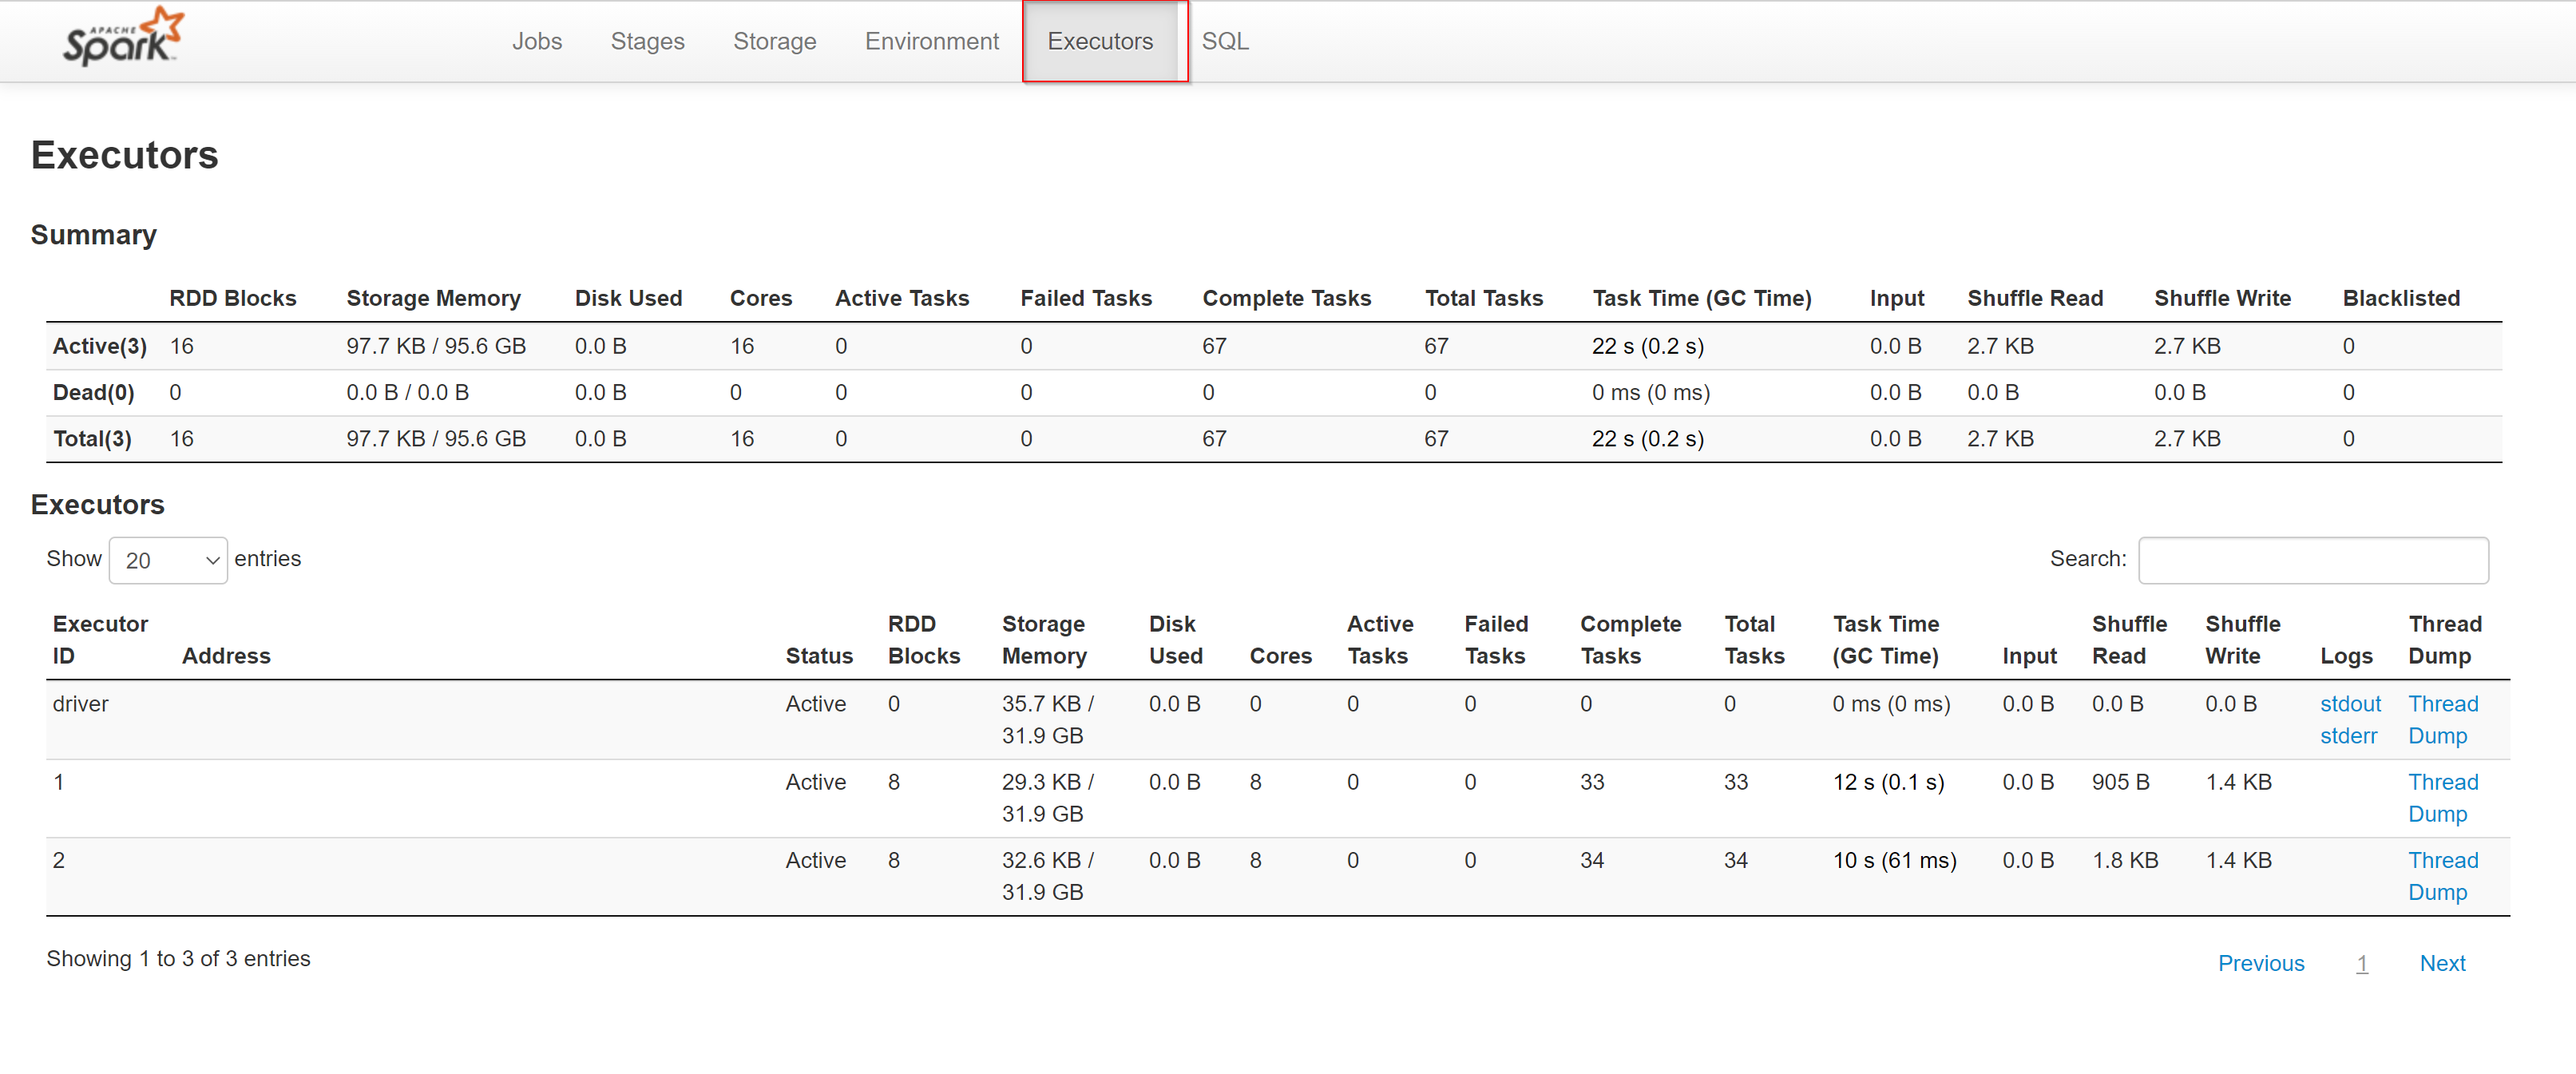 APACHE
Spark™
Jobs Stages Storage Environment Executors SQL
Executors
Summary
RDD Blocks Storage Memory Disk Used Cores Active Tasks Failed Tasks Complete Tasks Total Tasks Task Time (GC Time) Input Shuffle Read Shuffle Write Blacklisted
Active(3) 16 97.7 KB / 95.6 GB 0.0 B 16 0 0 67 67 22 s (0.2 s) 0.0 B 2.7 KB 2.7 KB 0
Dead(0) 0 0.0 B / 0.0 B 0.0 B 0 0 0 0 0 0 ms (0 ms) 0.0 B 0.0 B 0.0 B 0
Total(3) 16 97.7 KB / 95.6 GB 0.0 B 16 0 0 67 67 22 s (0.2 s) 0.0 B 2.7 KB 2.7 KB 0
Executors
Show 20 entries Search:
Executor RDD Storage Disk Active Failed Complete Total Task Time Shuffle Shuffle Thread
ID Address Status Blocks Memory Used Cores Tasks Tasks Tasks Tasks (GC Time) Input Read Write Logs Dump
driver Active 0 35.7 KB / 0.0 B 0 0 0 0 0 0 ms (0 ms) 0.0 B 0.0 B 0.0 B stdout Thread
31.9 GB stderr Dump
1 Active 8 29.3 KB / 0.0 B 8 0 0 33 33 12 s (0.1 s) 0.0 B 905 B 1.4 KB Thread
31.9 GB Dump
2 Active 8 32.6 KB / 0.0 B 8 0 0 34 34 10 s (61 ms) 0.0 B 1.8 KB 1.4 KB Thread
31.9 GB Dump
Showing 1 to 3 of 3 entries Previous 1 Next